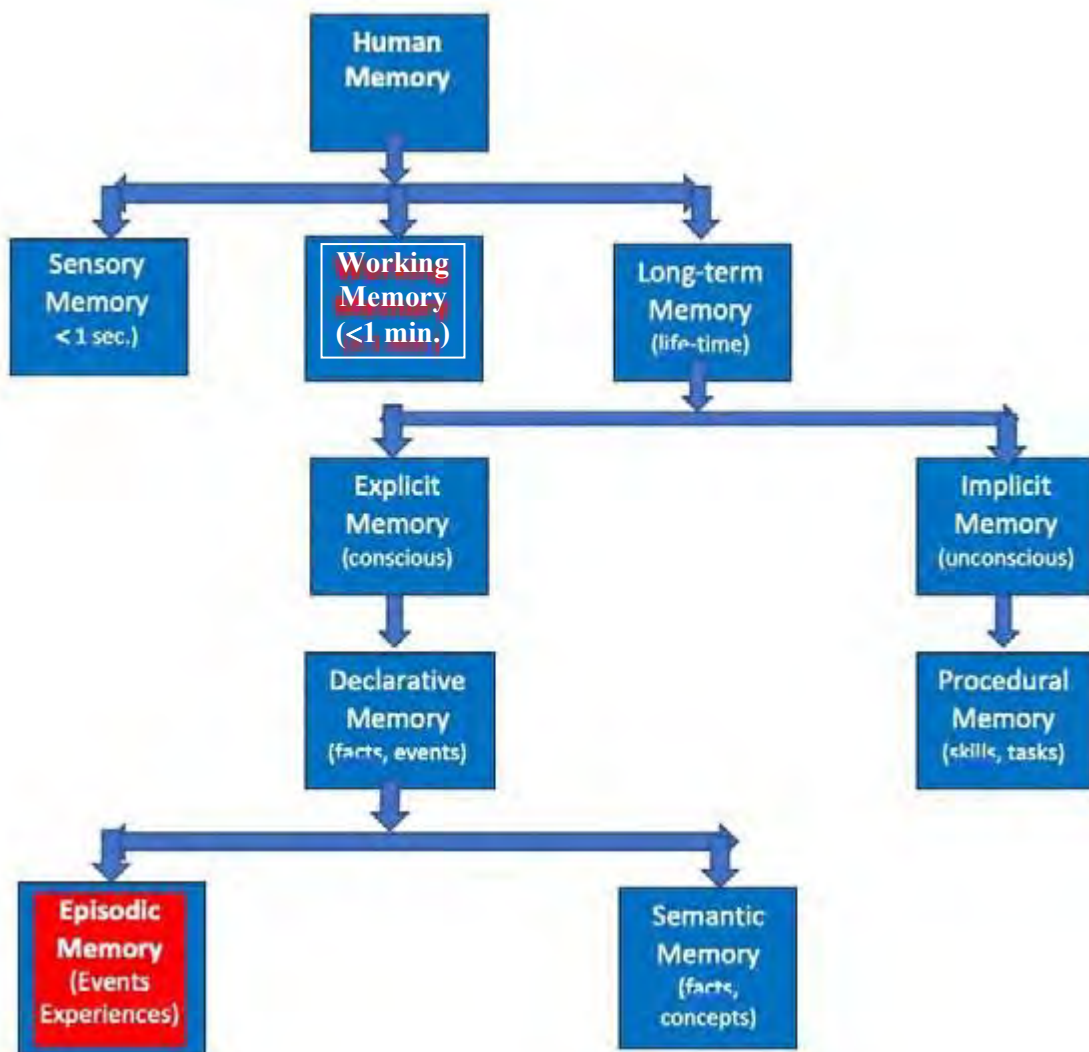 Human
Memory
Sensory
Memory
< 1 sec.)
Working
Memory
(<1 min.)
Long-term
Memory
(life-time)
Explicit
Memory
(conscious)
Implicit
Memory
(unconscious)
Declarative
Memory
(facts, events)
Procedural
Memory
(skills, tasks)
Episodic
Memory
(Events
Experiences)
Semantic
Memory
(facts,
concepts)